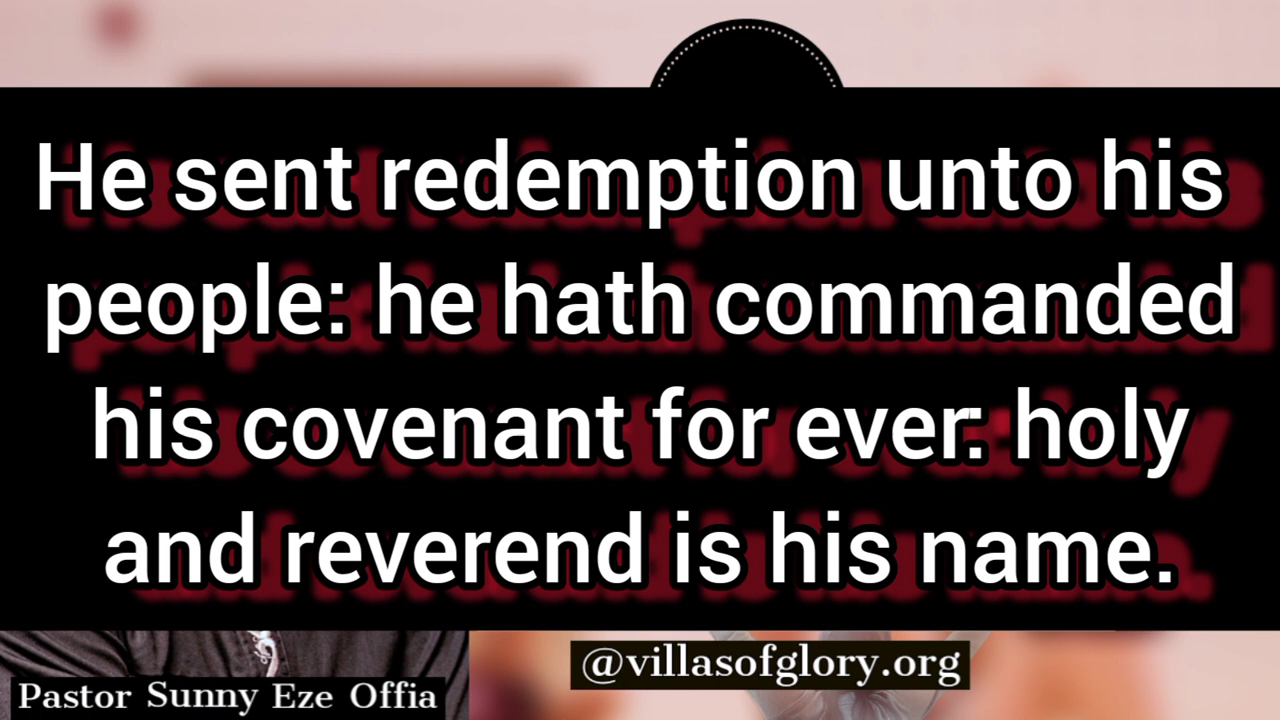 He sent redemption unto his
people: he hath commanded
his covenant for ever: holy
and reverend is his name.
@villasofglory.org
Pastor Sunny Eze Offia